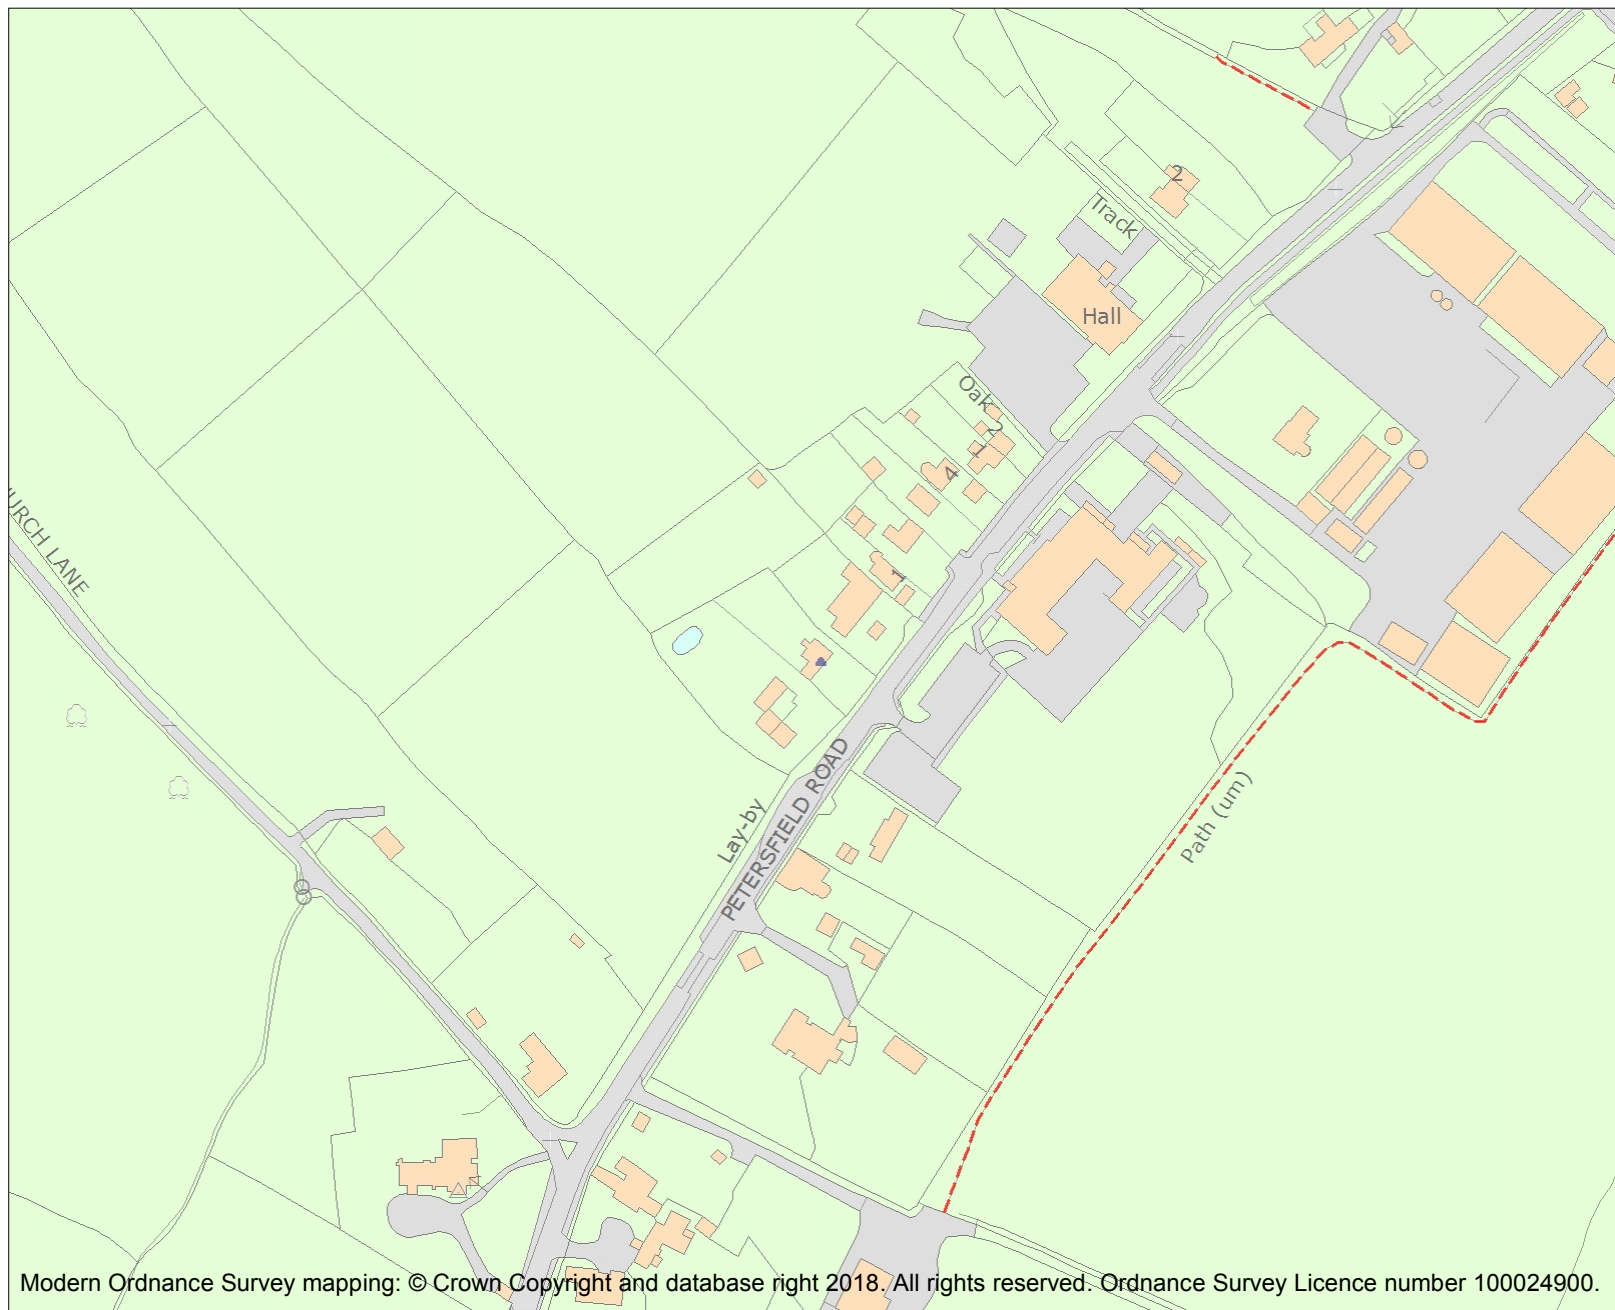 2
Track
Hall
Oak
2
1
4
1
URCH LANE
PETERSFIELD ROAD
Lay-by
Path (um)
Modern Ordnance Survey mapping: © Crown Copyright and database right 2018. All rights reserved. Ordnance Survey Licence number 100024900.